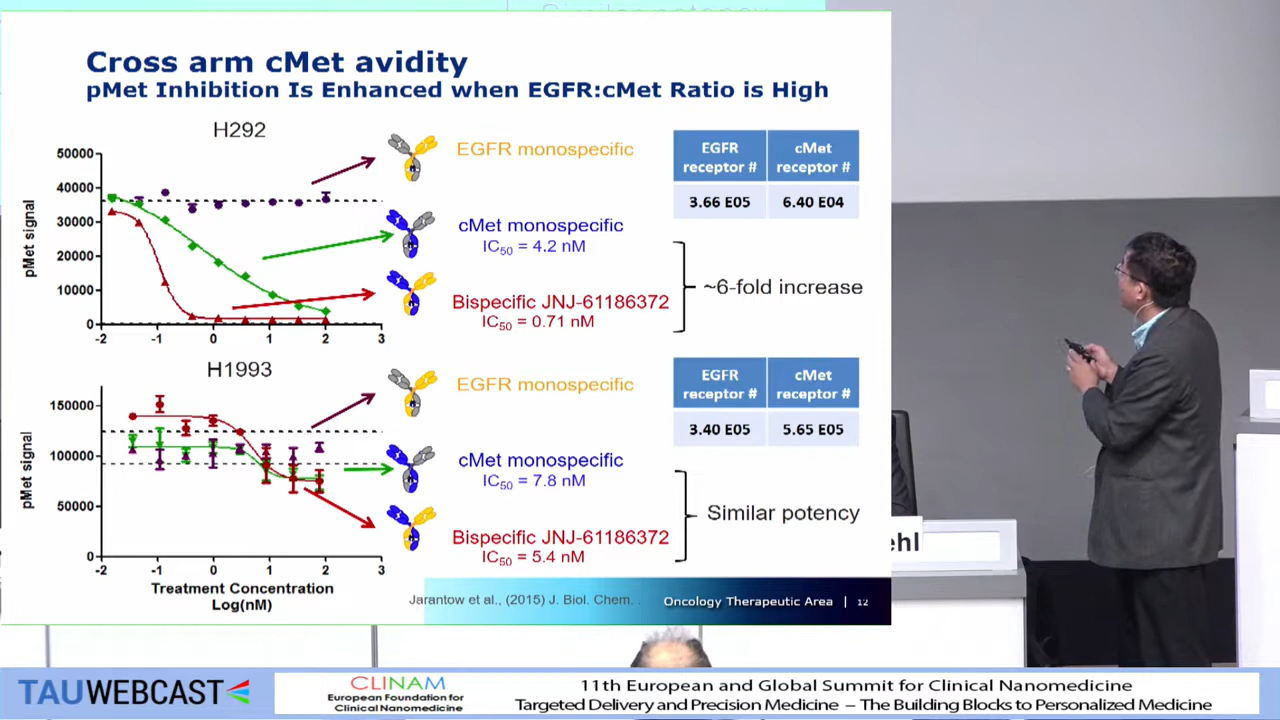 Cross arm cMet avidity
pMet Inhibition Is Enhanced when EGFR:cMet Ratio is High
H292
pMet signal
50000
40000
30000
20000
10000
0
-2 -1 0 1 2 3
EGFR monospecific
cMet monospecific
IC50 = 4.2 nM
Bispecific JNJ-61186372
IC50 = 0.71 nM
EGFR receptor # cMet receptor #
3.66 E05 6.40 E04
~6-fold increase
H1993
pMet signal
150000
100000
50000
0
-2 -1 0 1 2 3
Treatment Concentration
Log(nM)
EGFR monospecific
cMet monospecific
IC50 = 7.8 nM
Bispecific JNJ-61186372
IC50 = 5.4 nM
EGFR receptor # cMet receptor #
3.40 E05 5.65 E05
Similar potency
Jarantow et al., (2015) J. Biol. Chem. .
Oncology Therapeutic Area | 12
ehl
TAUWEBCAST
CLINAM
European Foundation for
Clinical Nanomedicine
11th European and Global Summit for Clinical Nanomedicine
Targeted Delivery and Precision Medicine – The Building Blocks to Personalized Medicine